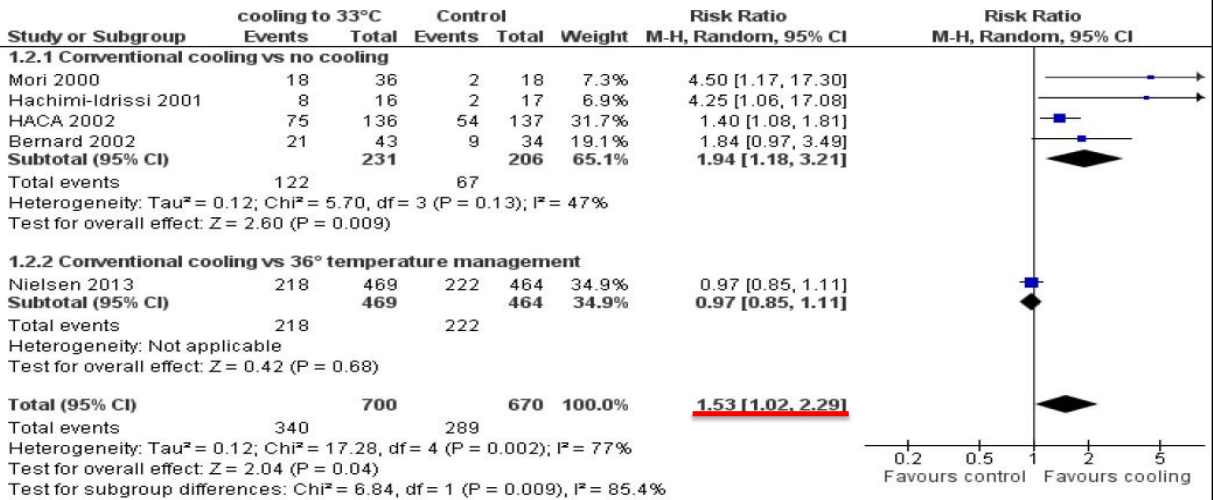 cooling to 33°C Control Risk Ratio Risk Ratio
Study or Subgroup Events Total Events Total Weight M-H, Random, 95% CI M-H, Random, 95% CI
1.2.1 Conventional cooling vs no cooling
Mori 2000 18 36 2 18 7.3% 4.50 [1.17, 17.30]
Hachimi-Idrissi 2001 8 16 2 17 6.9% 4.25 [1.06, 17.08]
HACA 2002 75 136 54 137 31.7% 1.40 [1.08, 1.81]
Bernard 2002 21 43 9 34 19.1% 1.84 [0.97, 3.49]
Subtotal (95% CI) 231 206 65.1% 1.94 [1.18, 3.21]
Total events 122 67
Heterogeneity: Tau² = 0.12; Chi² = 5.70, df = 3 (P = 0.13); I² = 47%
Test for overall effect: Z = 2.60 (P = 0.009)
1.2.2 Conventional cooling vs 36° temperature management
Nielsen 2013 218 469 222 464 34.9% 0.97 [0.85, 1.11]
Subtotal (95% CI) 469 464 34.9% 0.97 [0.85, 1.11]
Total events 218 222
Heterogeneity: Not applicable
Test for overall effect: Z = 0.42 (P = 0.68)
Total (95% CI) 700 670 100.0% 1.53 [1.02, 2.29]
Total events 340 289
Heterogeneity: Tau² = 0.12; Chi² = 17.28, df = 4 (P = 0.002); I² = 77%
Test for overall effect: Z = 2.04 (P = 0.04)
Test for subgroup differences: Chi² = 6.84, df = 1 (P = 0.009), I² = 85.4%
0.2 0.5 1 2 5
Favours control Favours cooling